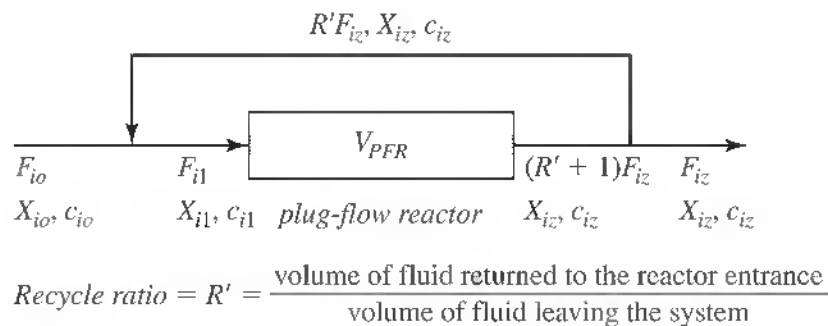 R'F_{iz}, X_{iz}, c_{iz}
V_{PFR}
F_{io} F_{i1} (R' + 1)F_{iz} F_{iz}
X_{io}, c_{io} X_{i1}, c_{i1} plug-flow reactor X_{iz}, c_{iz} X_{iz}, c_{iz}
Recycle ratio = R' = volume of fluid returned to the reactor entrance
volume of fluid leaving the system